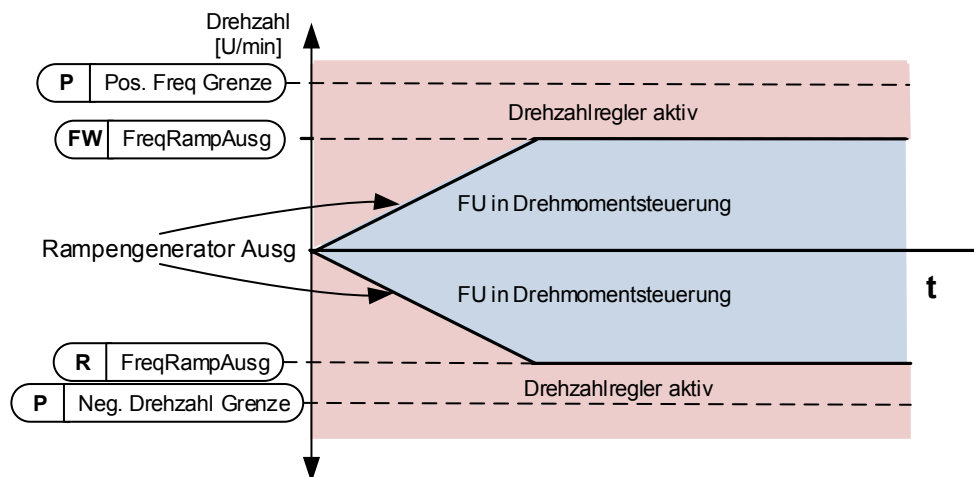 Drehzahl
[U/min]
P Pos. Freq Grenze
Drehzahlregler aktiv
FW FreqRampAusg
FU in Drehmomentsteuerung
Rampengenerator Ausg
t
FU in Drehmomentsteuerung
R FreqRampAusg
Drehzahlregler aktiv
P Neg. Drehzahl Grenze